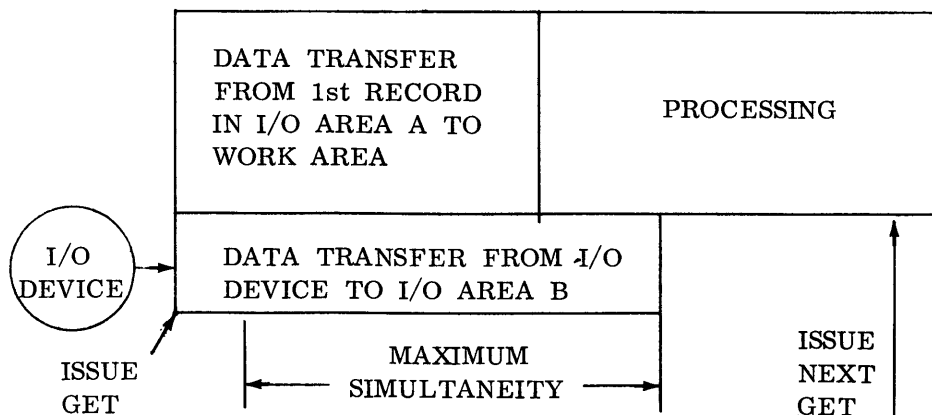 DATA TRANSFER
FROM 1st RECORD
IN I/O AREA A TO
WORK AREA
PROCESSING
I/O
DEVICE
DATA TRANSFER FROM I/O
DEVICE TO I/O AREA B
ISSUE
GET
MAXIMUM
SIMULTANEITY
ISSUE
NEXT
GET